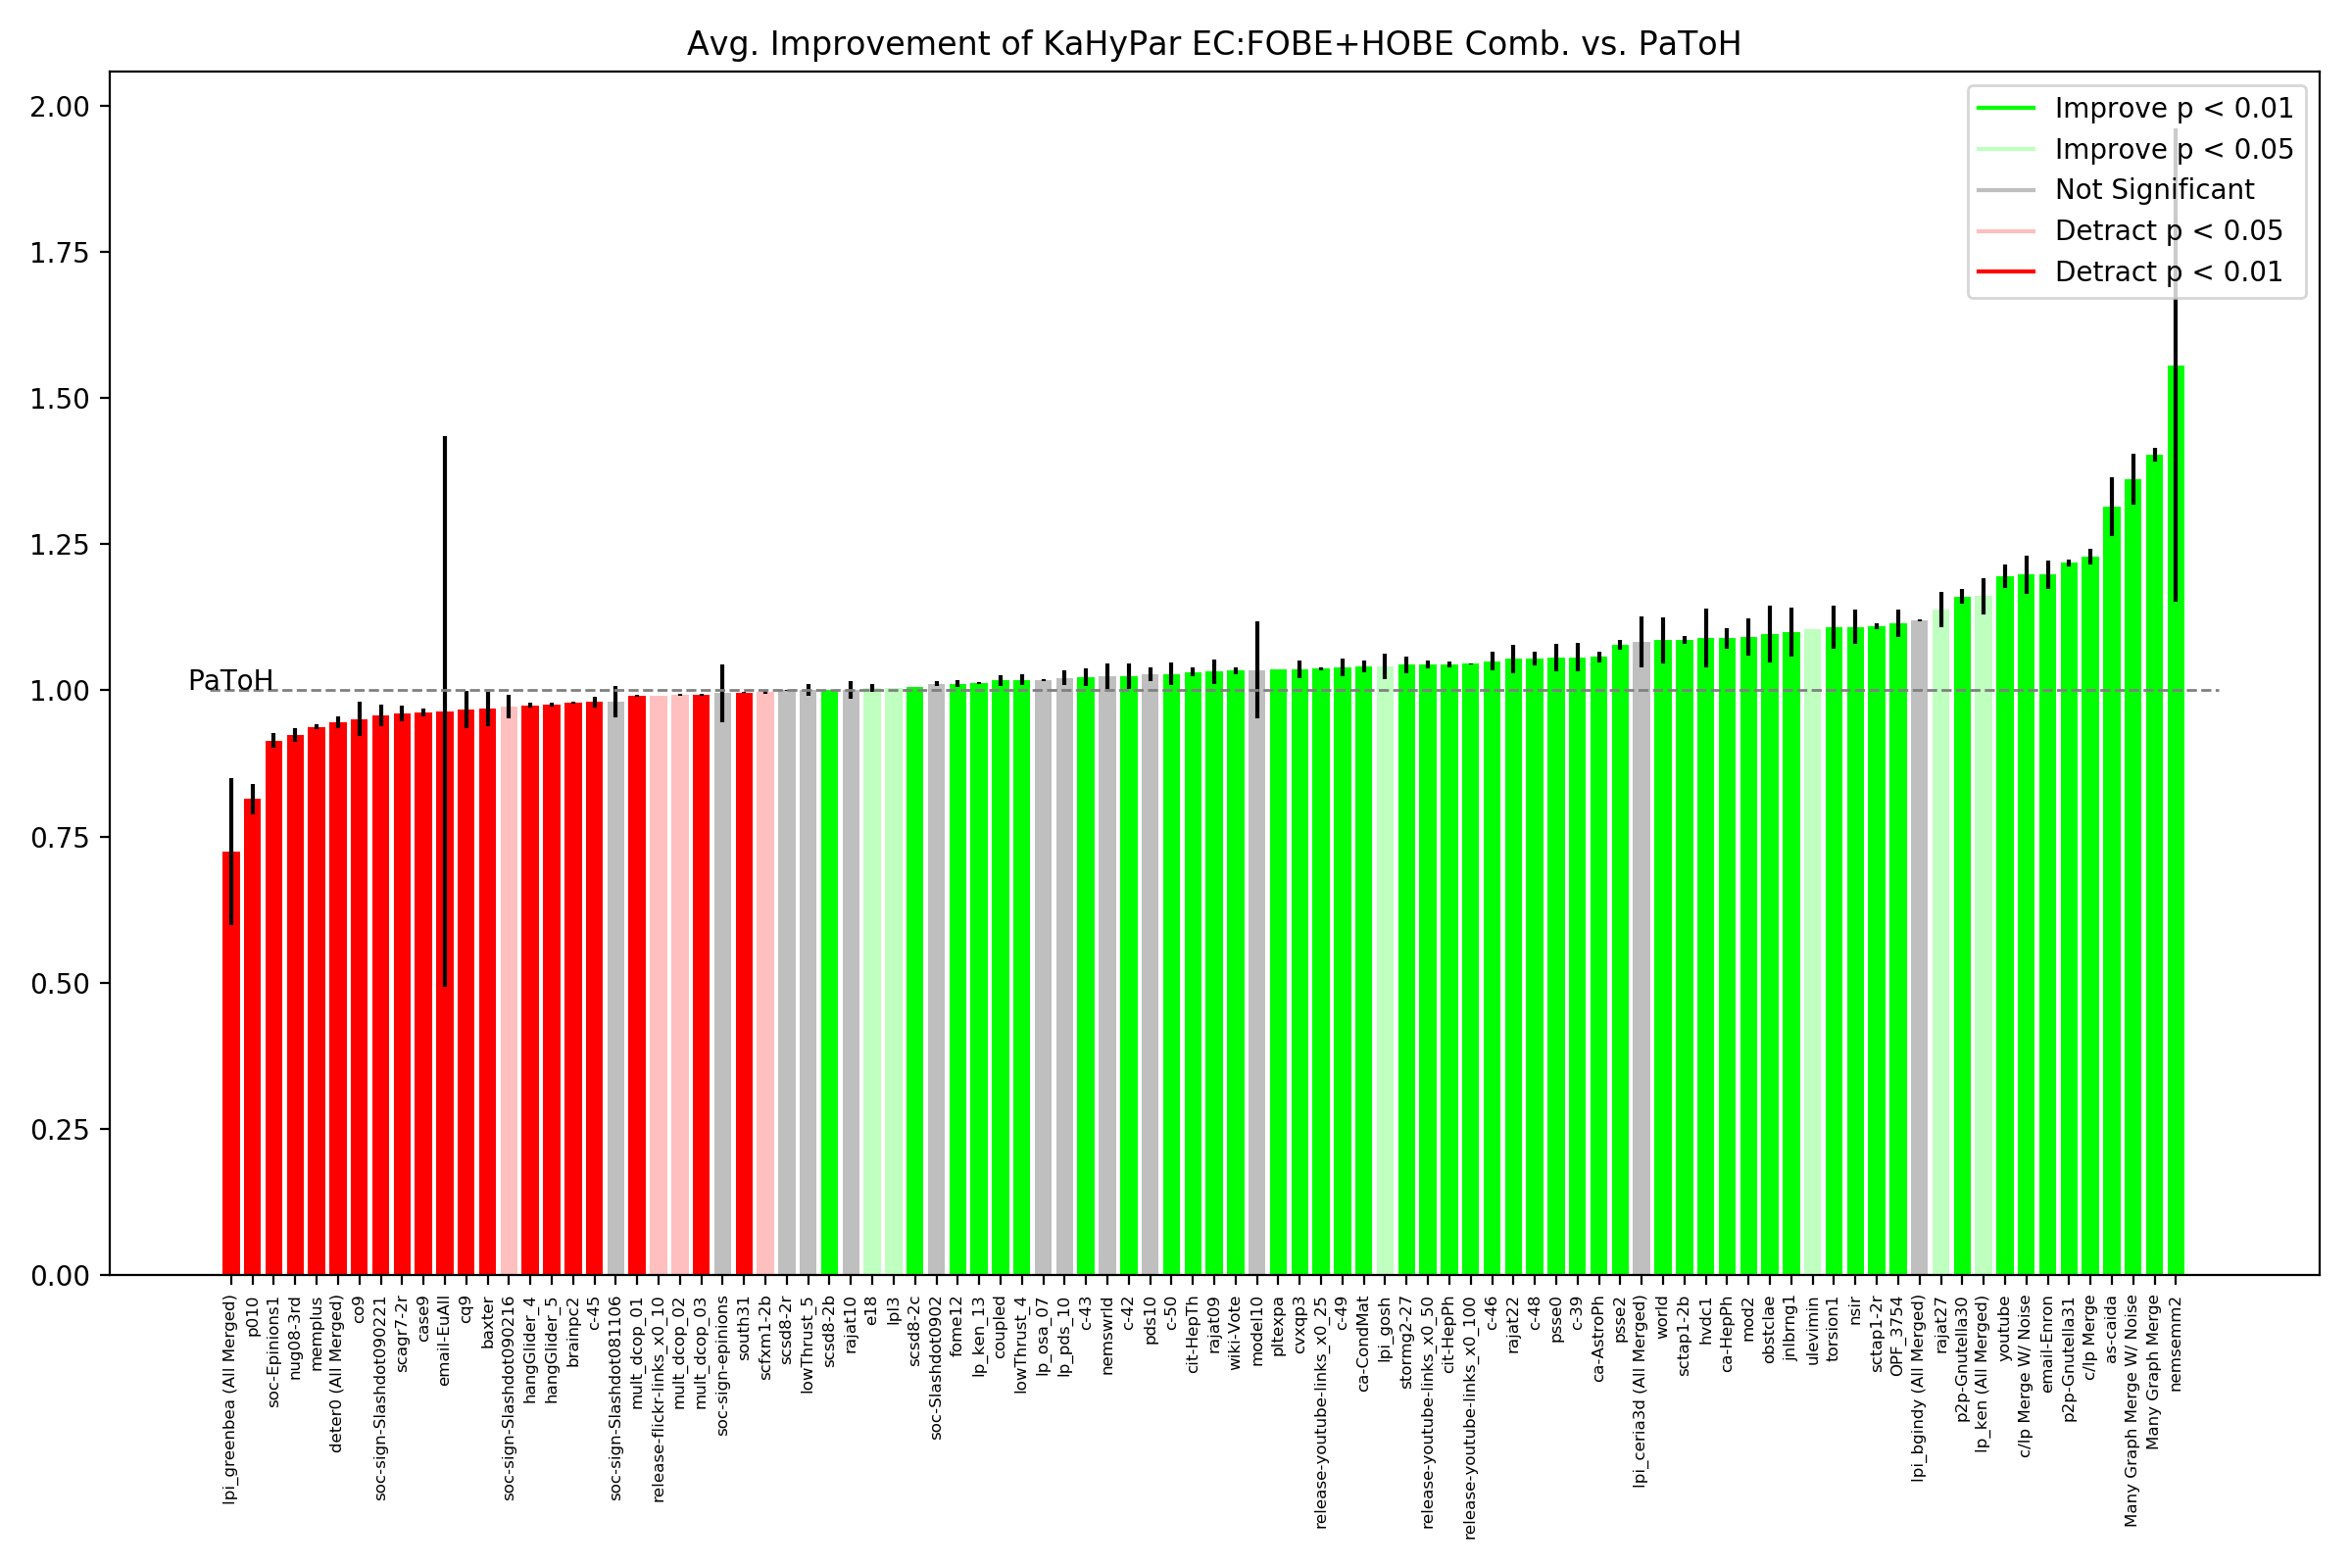 Avg. Improvement of KaHyPar EC:FOBE+HOBE Comb. vs. PaToH
2.00
1.75
1.50
1.25
1.00
0.75
0.50
0.25
0.00
Improve p < 0.01
Improve p < 0.05
Not Significant
Detract p < 0.05
Detract p < 0.01
PaToH
lpi_greenbea (All Merged)
p010
soc-Epinions1
nug08-3rd
memplus
deter0 (All Merged)
co9
soc-sign-Slashdot090221
scagr7-2r
case9
email-EuAll
cq9
baxter
soc-sign-Slashdot090216
hangGlider_4
hangGlider_5
brainpc2
c-45
soc-sign-Slashdot081106
mult_dcop_01
release-flickr-links_x0_10
mult_dcop_02
mult_dcop_03
soc-sign-epinions
south31
scfxm1-2b
scsd8-2r
lowThrust_5
scsd8-2b
rajat10
e18
lpl3
scsd8-2c
soc-Slashdot0902
fome12
lp_ken_13
coupled
lowThrust_4
lp_osa_07
lp_pds_10
c-43
nemswrld
c-42
pds10
c-50
cit-HepTh
rajat09
wiki-Vote
model10
pltexpa
cvxqp3
release-youtube-links_x0_25
c-49
ca-CondMat
lpi_gosh
stormg2-27
release-youtube-links_x0_50
cit-HepPh
release-youtube-links_x0_100
c-46
rajat22
c-48
psse0
c-39
ca-AstroPh
psse2
lpi_ceria3d (All Merged)
world
sctap1-2b
hvdc1
ca-HepPh
mod2
obstclae
jnlbrng1
ulevimin
torsion1
nsir
sctap1-2r
OPF_3754
lpi_bgindy (All Merged)
rajat27
p2p-Gnutella30
lp_ken (All Merged)
youtube
c/lp Merge W/ Noise
email-Enron
p2p-Gnutella31
c/lp Merge
as-caida
Many Graph Merge W/ Noise
Many Graph Merge
nemsemm2